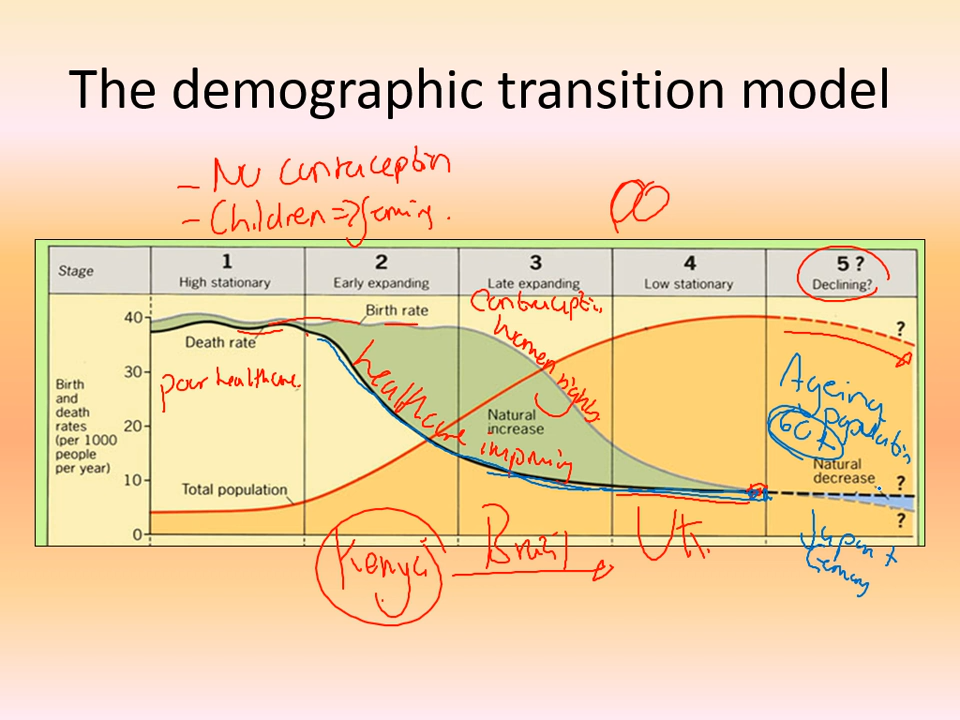 The demographic transition model
- No contraception
- Children => farming.
Stage
1
High stationary
2
Early expanding
3
Late expanding
4
Low stationary
5 ?
Declining?
Birth and death rates (per 1000 people per year)
40
30
20
10
0
Birth rate
Death rate
poor healthcare
healthcare improving
Contraception
women rights
Natural
increase
Total population
Ageing
population
Natural
decrease
?
?
?
Kenya
Brazil
UK
Japan +
Germany